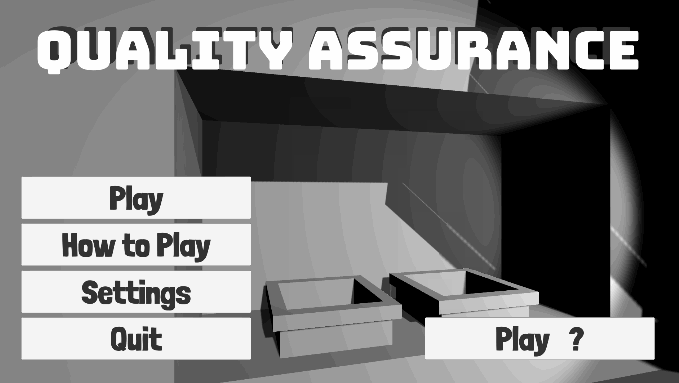 QUALITY ASSURANCE
Play
How to Play
Settings
Quit
Play ?